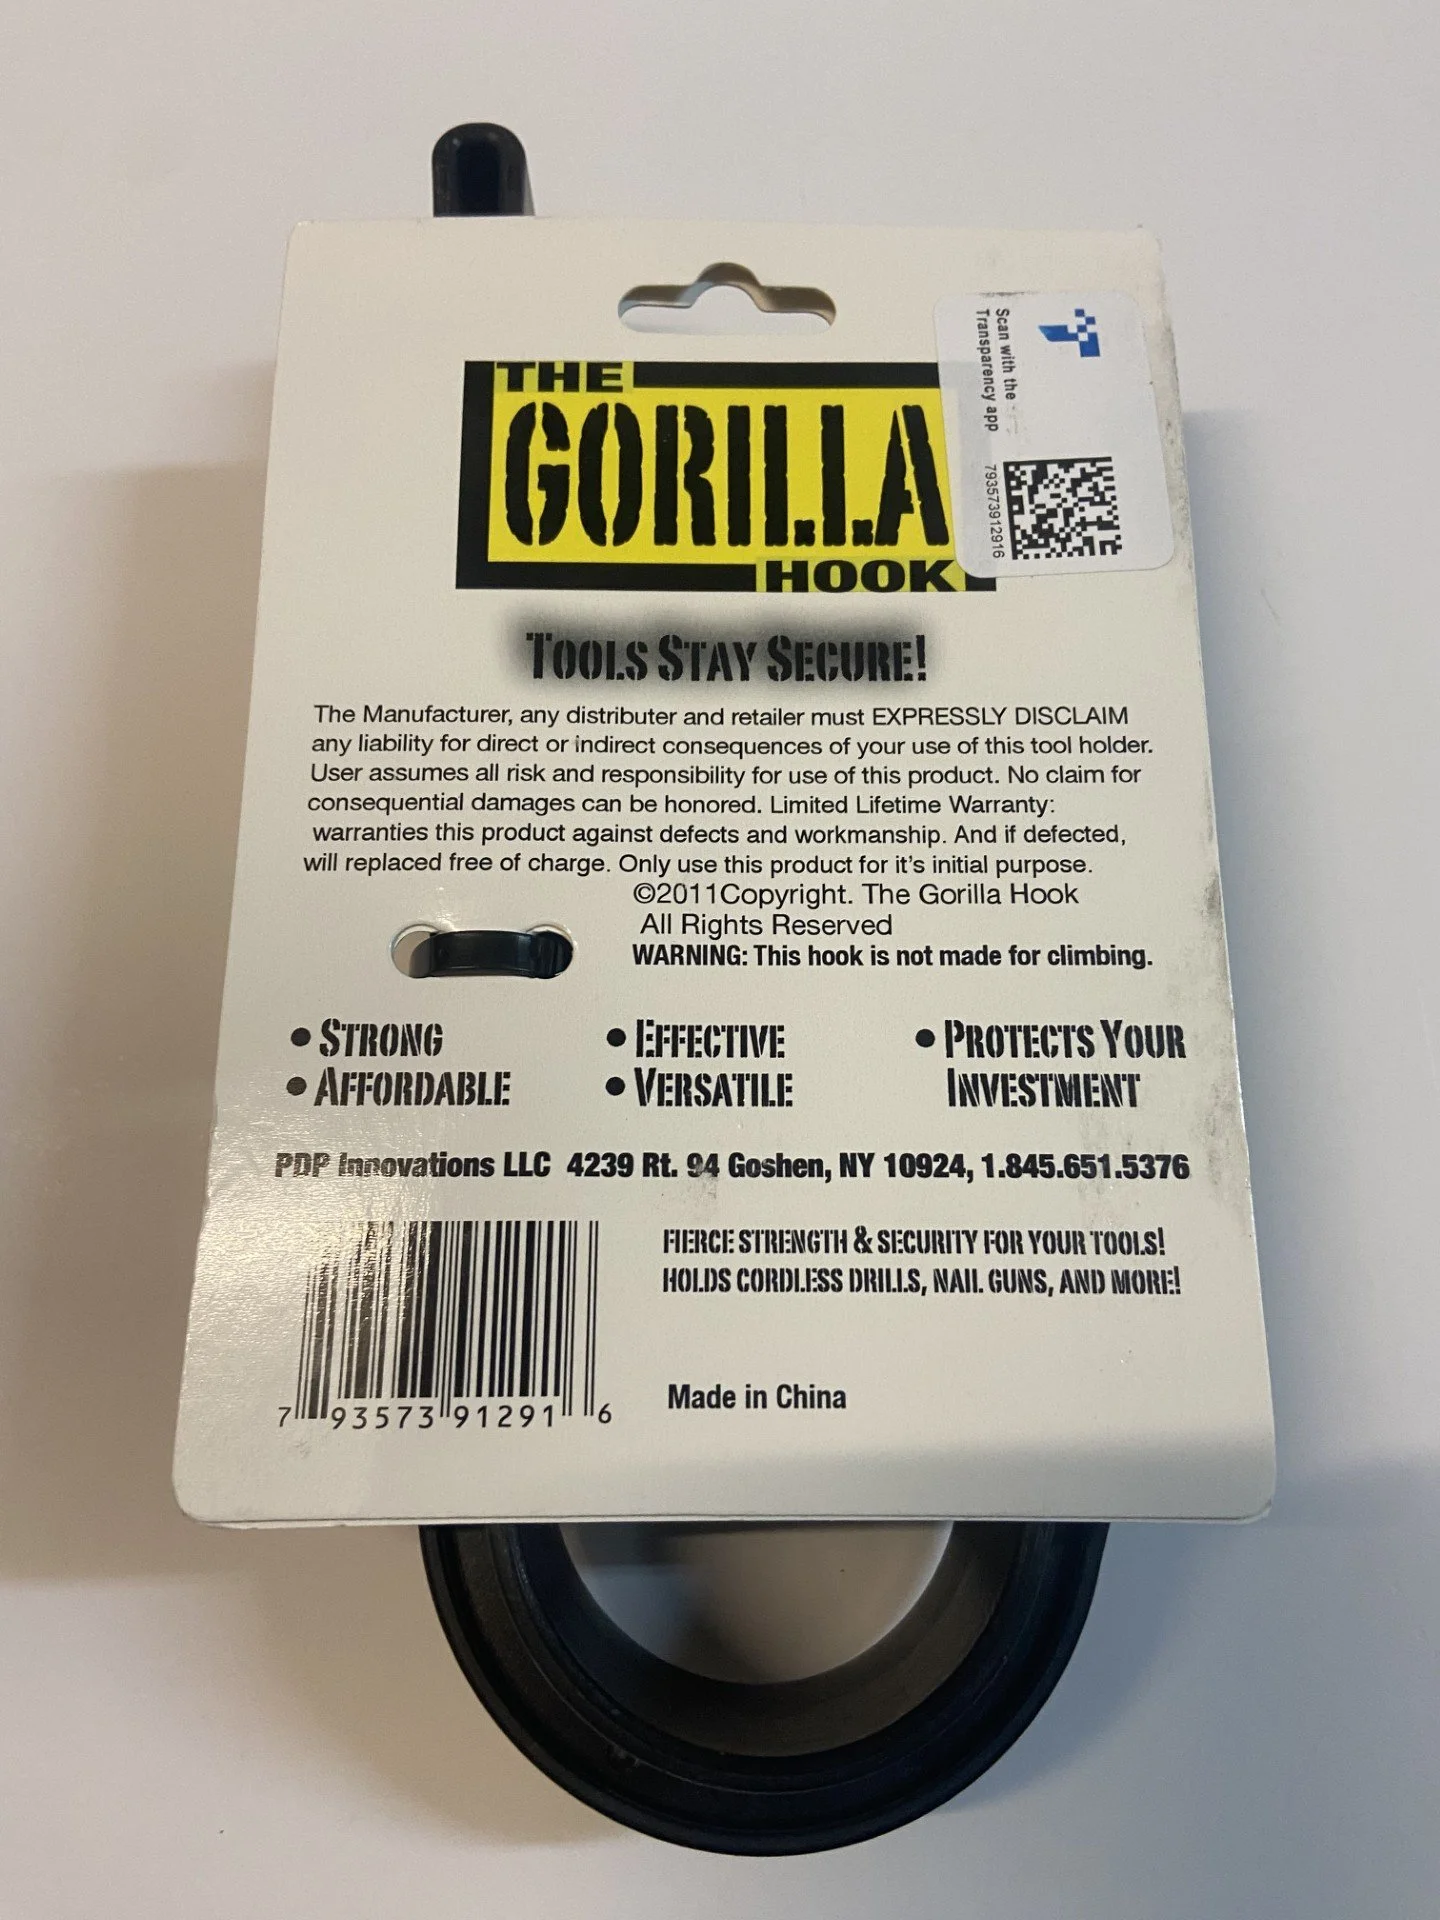 THE
GORILLA
HOOK
Scan with the
Transparency app
793573912916
TOOLS STAY SECURE!
The Manufacturer, any distributer and retailer must EXPRESSLY DISCLAIM
any liability for direct or indirect consequences of your use of this tool holder.
User assumes all risk and responsibility for use of this product. No claim for
consequential damages can be honored. Limited Lifetime Warranty:
warranties this product against defects and workmanship. And if defected,
will replaced free of charge. Only use this product for it's initial purpose.
©2011Copyright. The Gorilla Hook
All Rights Reserved
WARNING: This hook is not made for climbing.
• STRONG • EFFECTIVE • PROTECTS YOUR
• AFFORDABLE • VERSATILE INVESTMENT
PDP Innovations LLC 4239 Rt. 94 Goshen, NY 10924, 1.845.651.5376
FIERCE STRENGTH & SECURITY FOR YOUR TOOLS!
HOLDS CORDLESS DRILLS, NAIL GUNS, AND MORE!
Made in China
7 93573 91291 6